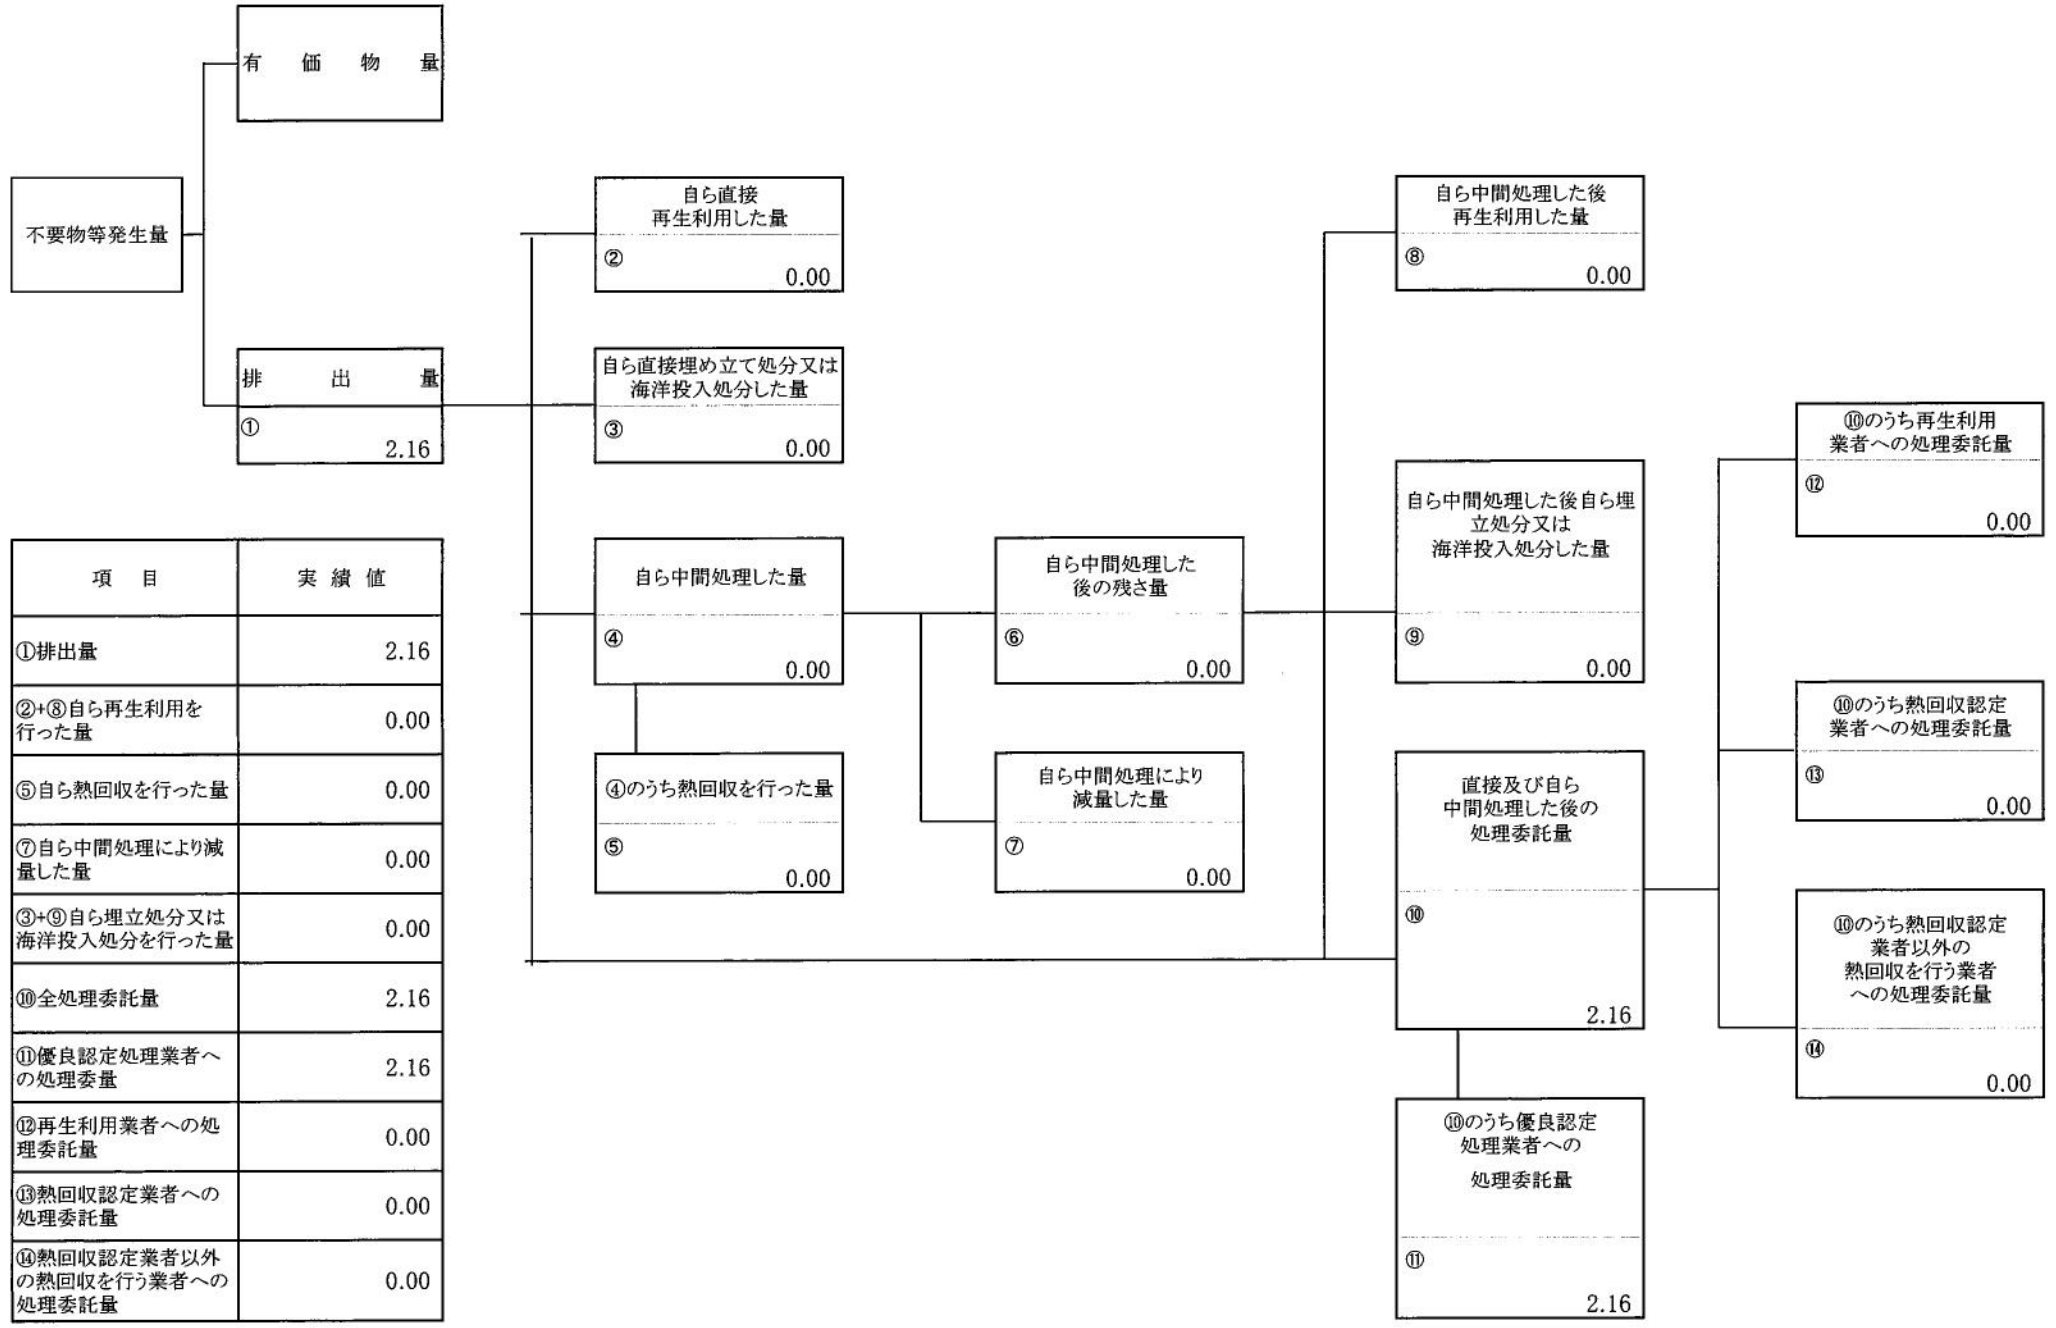 有価物量
不要物等発生量
排出量
①
2.16
自ら直接
再生利用した量
②
0.00
自ら直接埋め立て処分又は
海洋投入処分した量
③
0.00
自ら中間処理した量
④
0.00
④のうち熱回収を行った量
⑤
0.00
自ら中間処理した
後の残さ量
⑥
0.00
自ら中間処理により
減量した量
⑦
0.00
自ら中間処理した後
再生利用した量
⑧
0.00
自ら中間処理した後自ら埋
立処分又は
海洋投入処分した量
⑨
0.00
直接及び自ら
中間処理した後の
処理委託量
⑩
2.16
⑩のうち優良認定
処理業者への
処理委託量
⑪
2.16
⑩のうち再生利用
業者への処理委託量
⑫
0.00
⑩のうち熱回収認定
業者への処理委託量
⑬
0.00
⑩のうち熱回収認定
業者以外の
熱回収を行う業者
への処理委託量
⑭
0.00
項目 実績値
①排出量 2.16
②+⑧自ら再生利用を
行った量 0.00
⑤自ら熱回収を行った量 0.00
⑦自ら中間処理により減
量した量 0.00
③+⑨自ら埋立処分又は
海洋投入処分を行った量 0.00
⑩全処理委託量 2.16
⑪優良認定処理業者へ
の処理委量 2.16
⑫再生利用業者への処
理委託量 0.00
⑬熱回収認定業者への
処理委託量 0.00
⑭熱回収認定業者以外
の熱回収を行う業者への
処理委託量 0.00